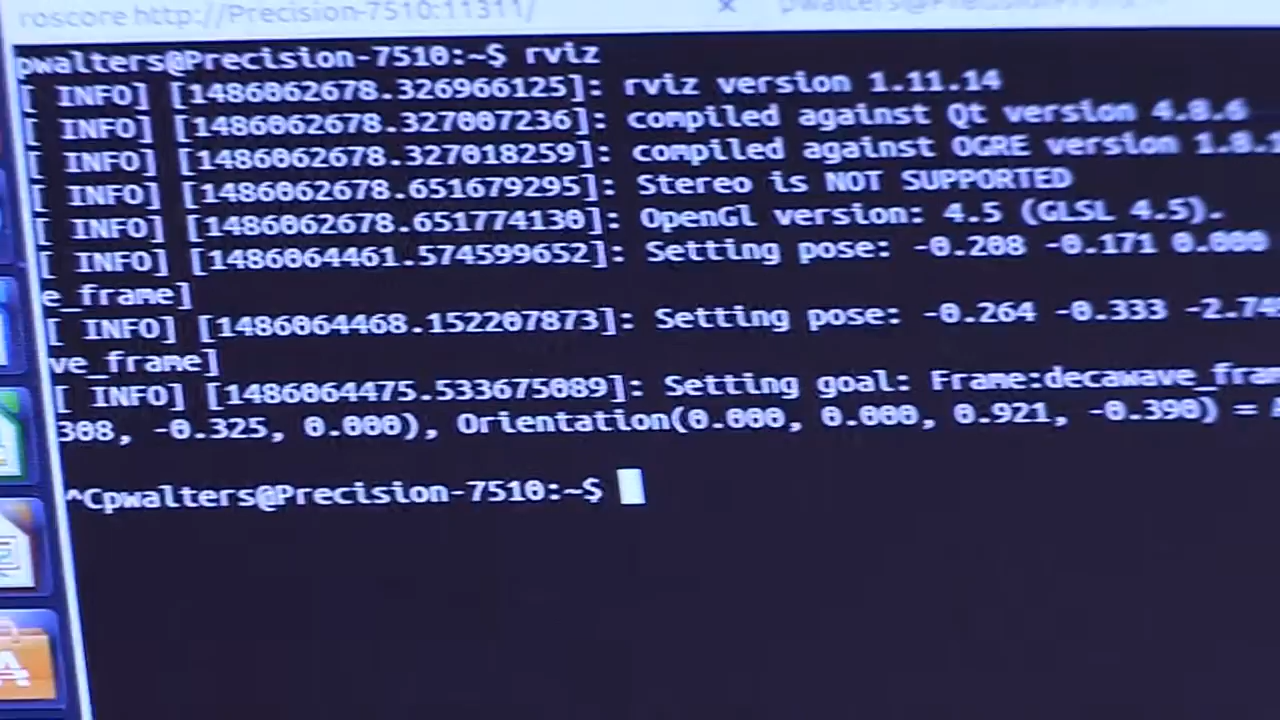 roscore http://Precision-7510:11311/ ×
pwalters@Precision-7510:~$ rviz
[ INFO] [1486062678.326966125]: rviz version 1.11.14
[ INFO] [1486062678.327007236]: compiled against Qt version 4.8.6
[ INFO] [1486062678.327018259]: compiled against OGRE version 1.8.1
[ INFO] [1486062678.651679295]: Stereo is NOT SUPPORTED
[ INFO] [1486062678.651774130]: OpenGl version: 4.5 (GLSL 4.5).
[ INFO] [1486064461.574599652]: Setting pose: -0.208 -0.171 0.000
e_frame]
[ INFO] [1486064468.152207873]: Setting pose: -0.264 -0.333 -2.74
ve_frame]
[ INFO] [1486064475.533675089]: Setting goal: Frame:decawave_fram
308, -0.325, 0.000), Orientation(0.000, 0.000, 0.921, -0.390) =
^Cpwalters@Precision-7510:~$